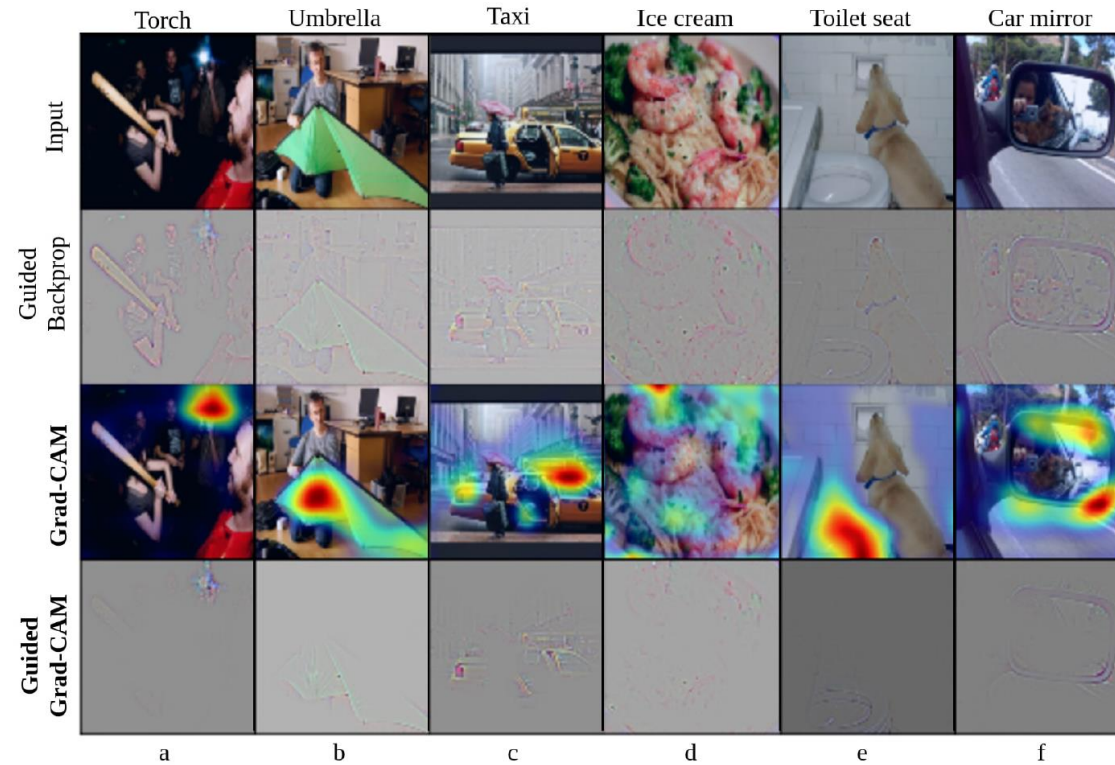 Torch
Umbrella
Taxi
Ice cream
Toilet seat
Car mirror
Input
Guided
Backprop
Grad-CAM
Guided
Grad-CAM
a
b
c
d
e
f